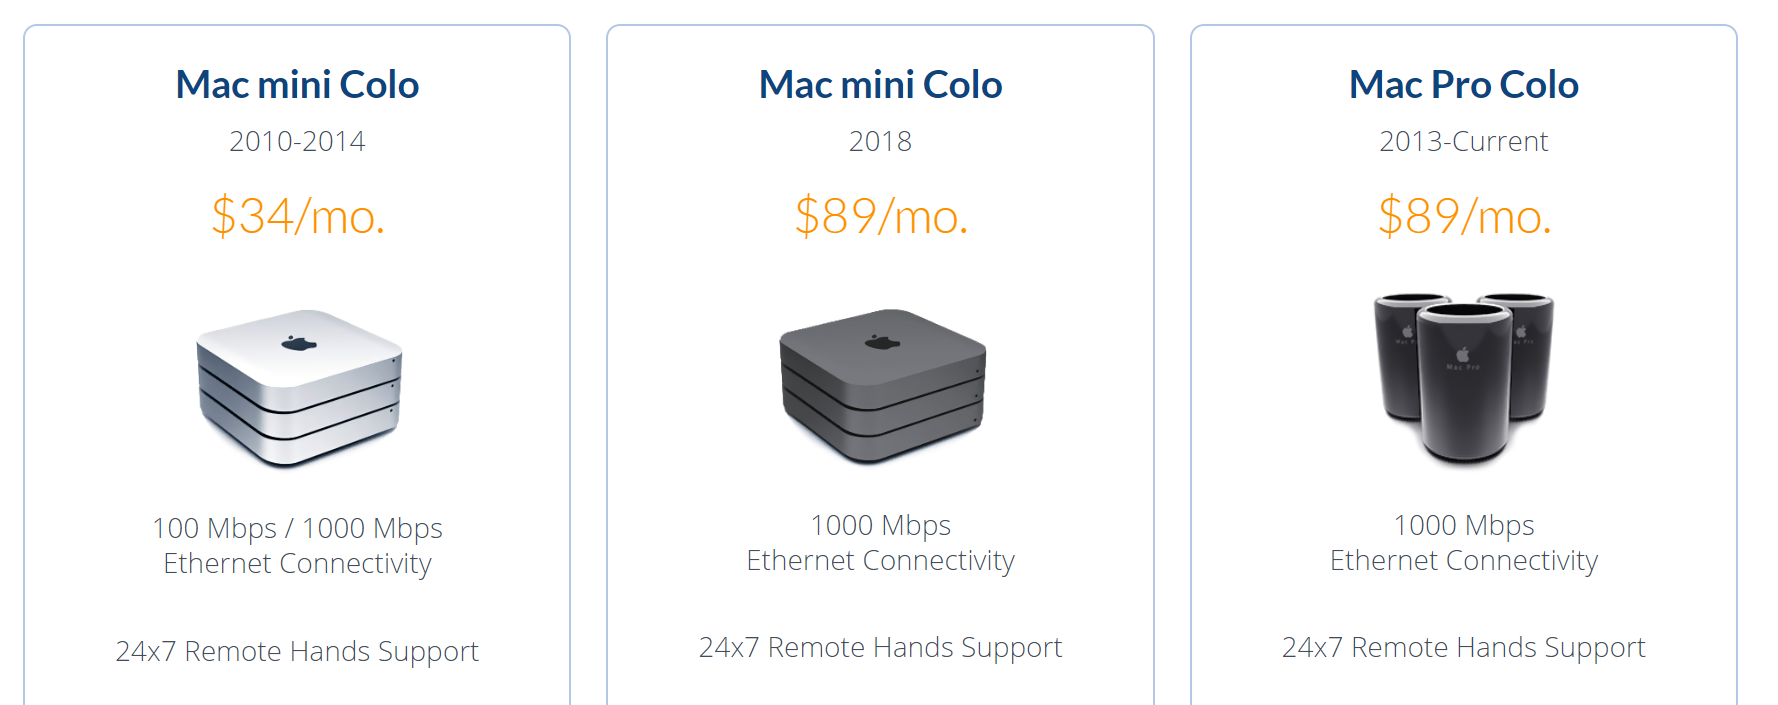 Mac mini Colo
2010-2014
$34/mo.
100 Mbps / 1000 Mbps
Ethernet Connectivity
24x7 Remote Hands Support
Mac mini Colo
2018
$89/mo.
1000 Mbps
Ethernet Connectivity
24x7 Remote Hands Support
Mac Pro Colo
2013-Current
$89/mo.
Mac Pro
1000 Mbps
Ethernet Connectivity
24x7 Remote Hands Support